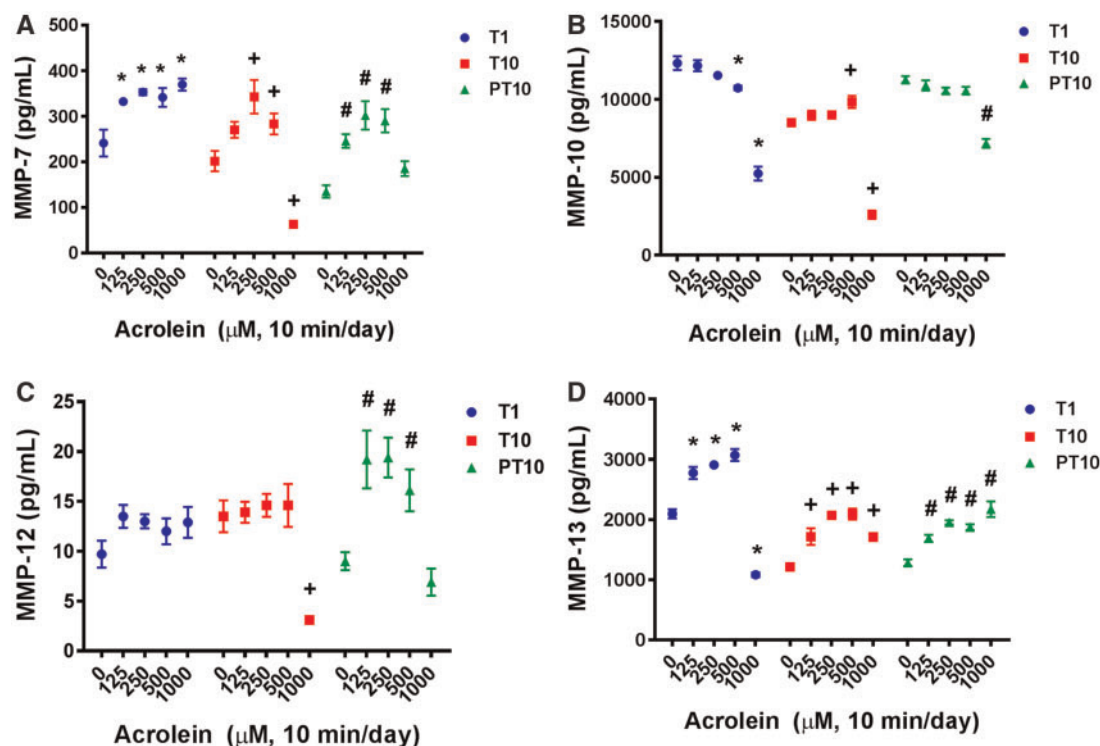 A
MMP-7 (pg/mL)
500
400
300
200
100
0
* * * *
+ + +
# # #
0 125 250 500 1000 0 125 250 500 1000 0 125 250 500 1000
Acrolein (μM, 10 min/day)
T1
T10
PT10
B
MMP-10 (pg/mL)
15000
10000
5000
0
* *
+ +
#
0 125 250 500 1000 0 125 250 500 1000 0 125 250 500 1000
Acrolein (μM, 10 min/day)
T1
T10
PT10
C
MMP-12 (pg/mL)
25
20
15
10
5
0
+
# # #
0 125 250 500 1000 0 125 250 500 1000 0 125 250 500 1000
Acrolein (μM, 10 min/day)
T1
T10
PT10
D
MMP-13 (pg/mL)
4000
3000
2000
1000
0
* * * *
+ + + +
# # # #
0 125 250 500 1000 0 125 250 500 1000 0 125 250 500 1000
Acrolein (μM, 10 min/day)
T1
T10
PT10